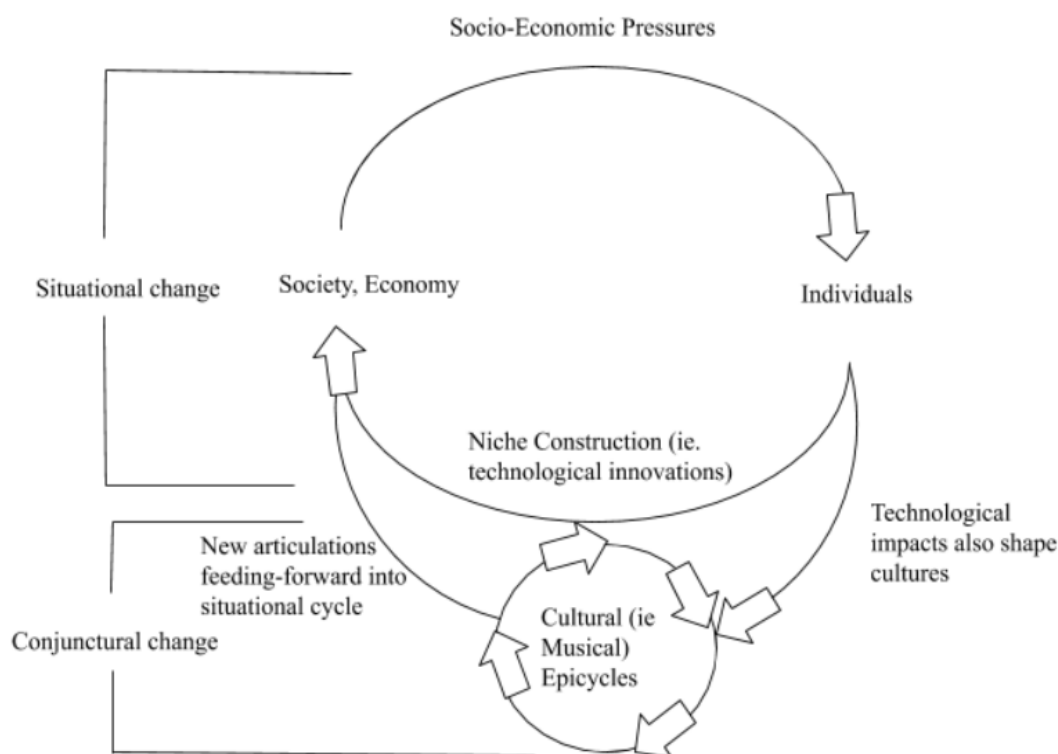 Socio-Economic Pressures
Situational change
Society, Economy
Individuals
Niche Construction (ie.
technological innovations)
Technological
impacts also shape
cultures
New articulations
feeding-forward into
situational cycle
Conjunctural change
Cultural (ie
Musical)
Epicycles